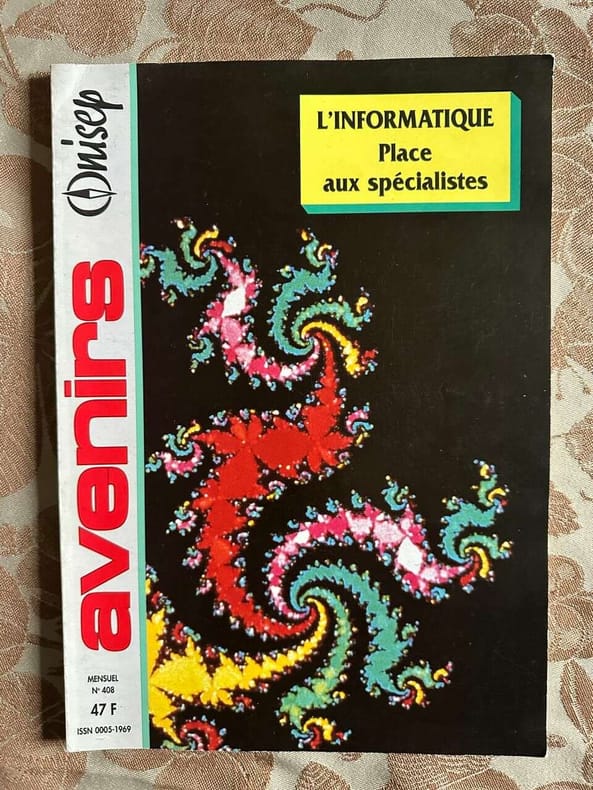 Onisep
avenirs
MENSUEL
N° 408
47 F
ISSN 0005-1969
L'INFORMATIQUE
Place
aux spécialistes